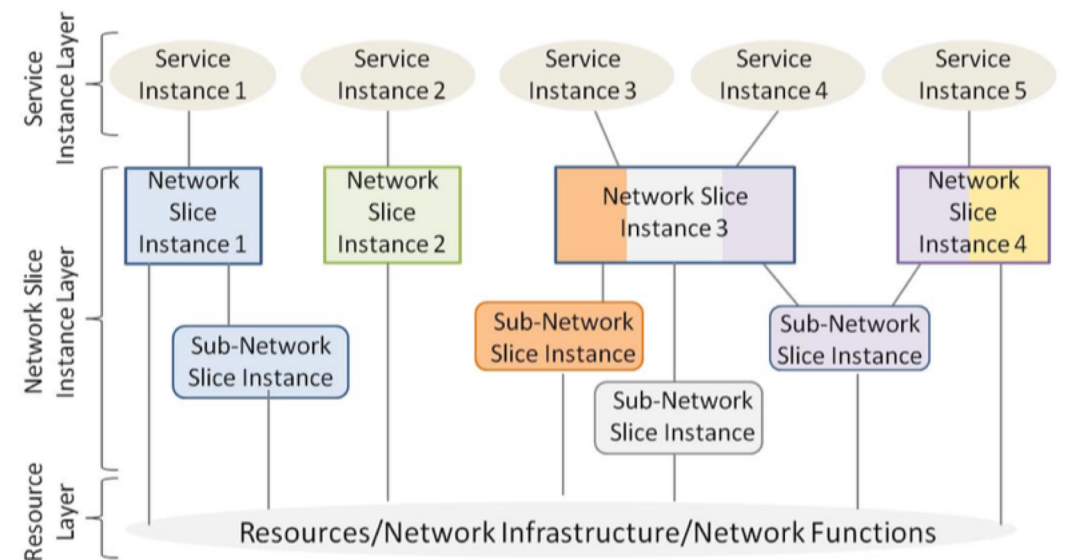 Service
Instance Layer
Service
Instance 1
Service
Instance 2
Service
Instance 3
Service
Instance 4
Service
Instance 5
Network Slice
Instance Layer
Network
Slice
Instance 1
Network
Slice
Instance 2
Network Slice
Instance 3
Network
Slice
Instance 4
Sub-Network
Slice Instance
Sub-Network
Slice Instance
Sub-Network
Slice Instance
Sub-Network
Slice Instance
Resource
Layer
Resources/Network Infrastructure/Network Functions